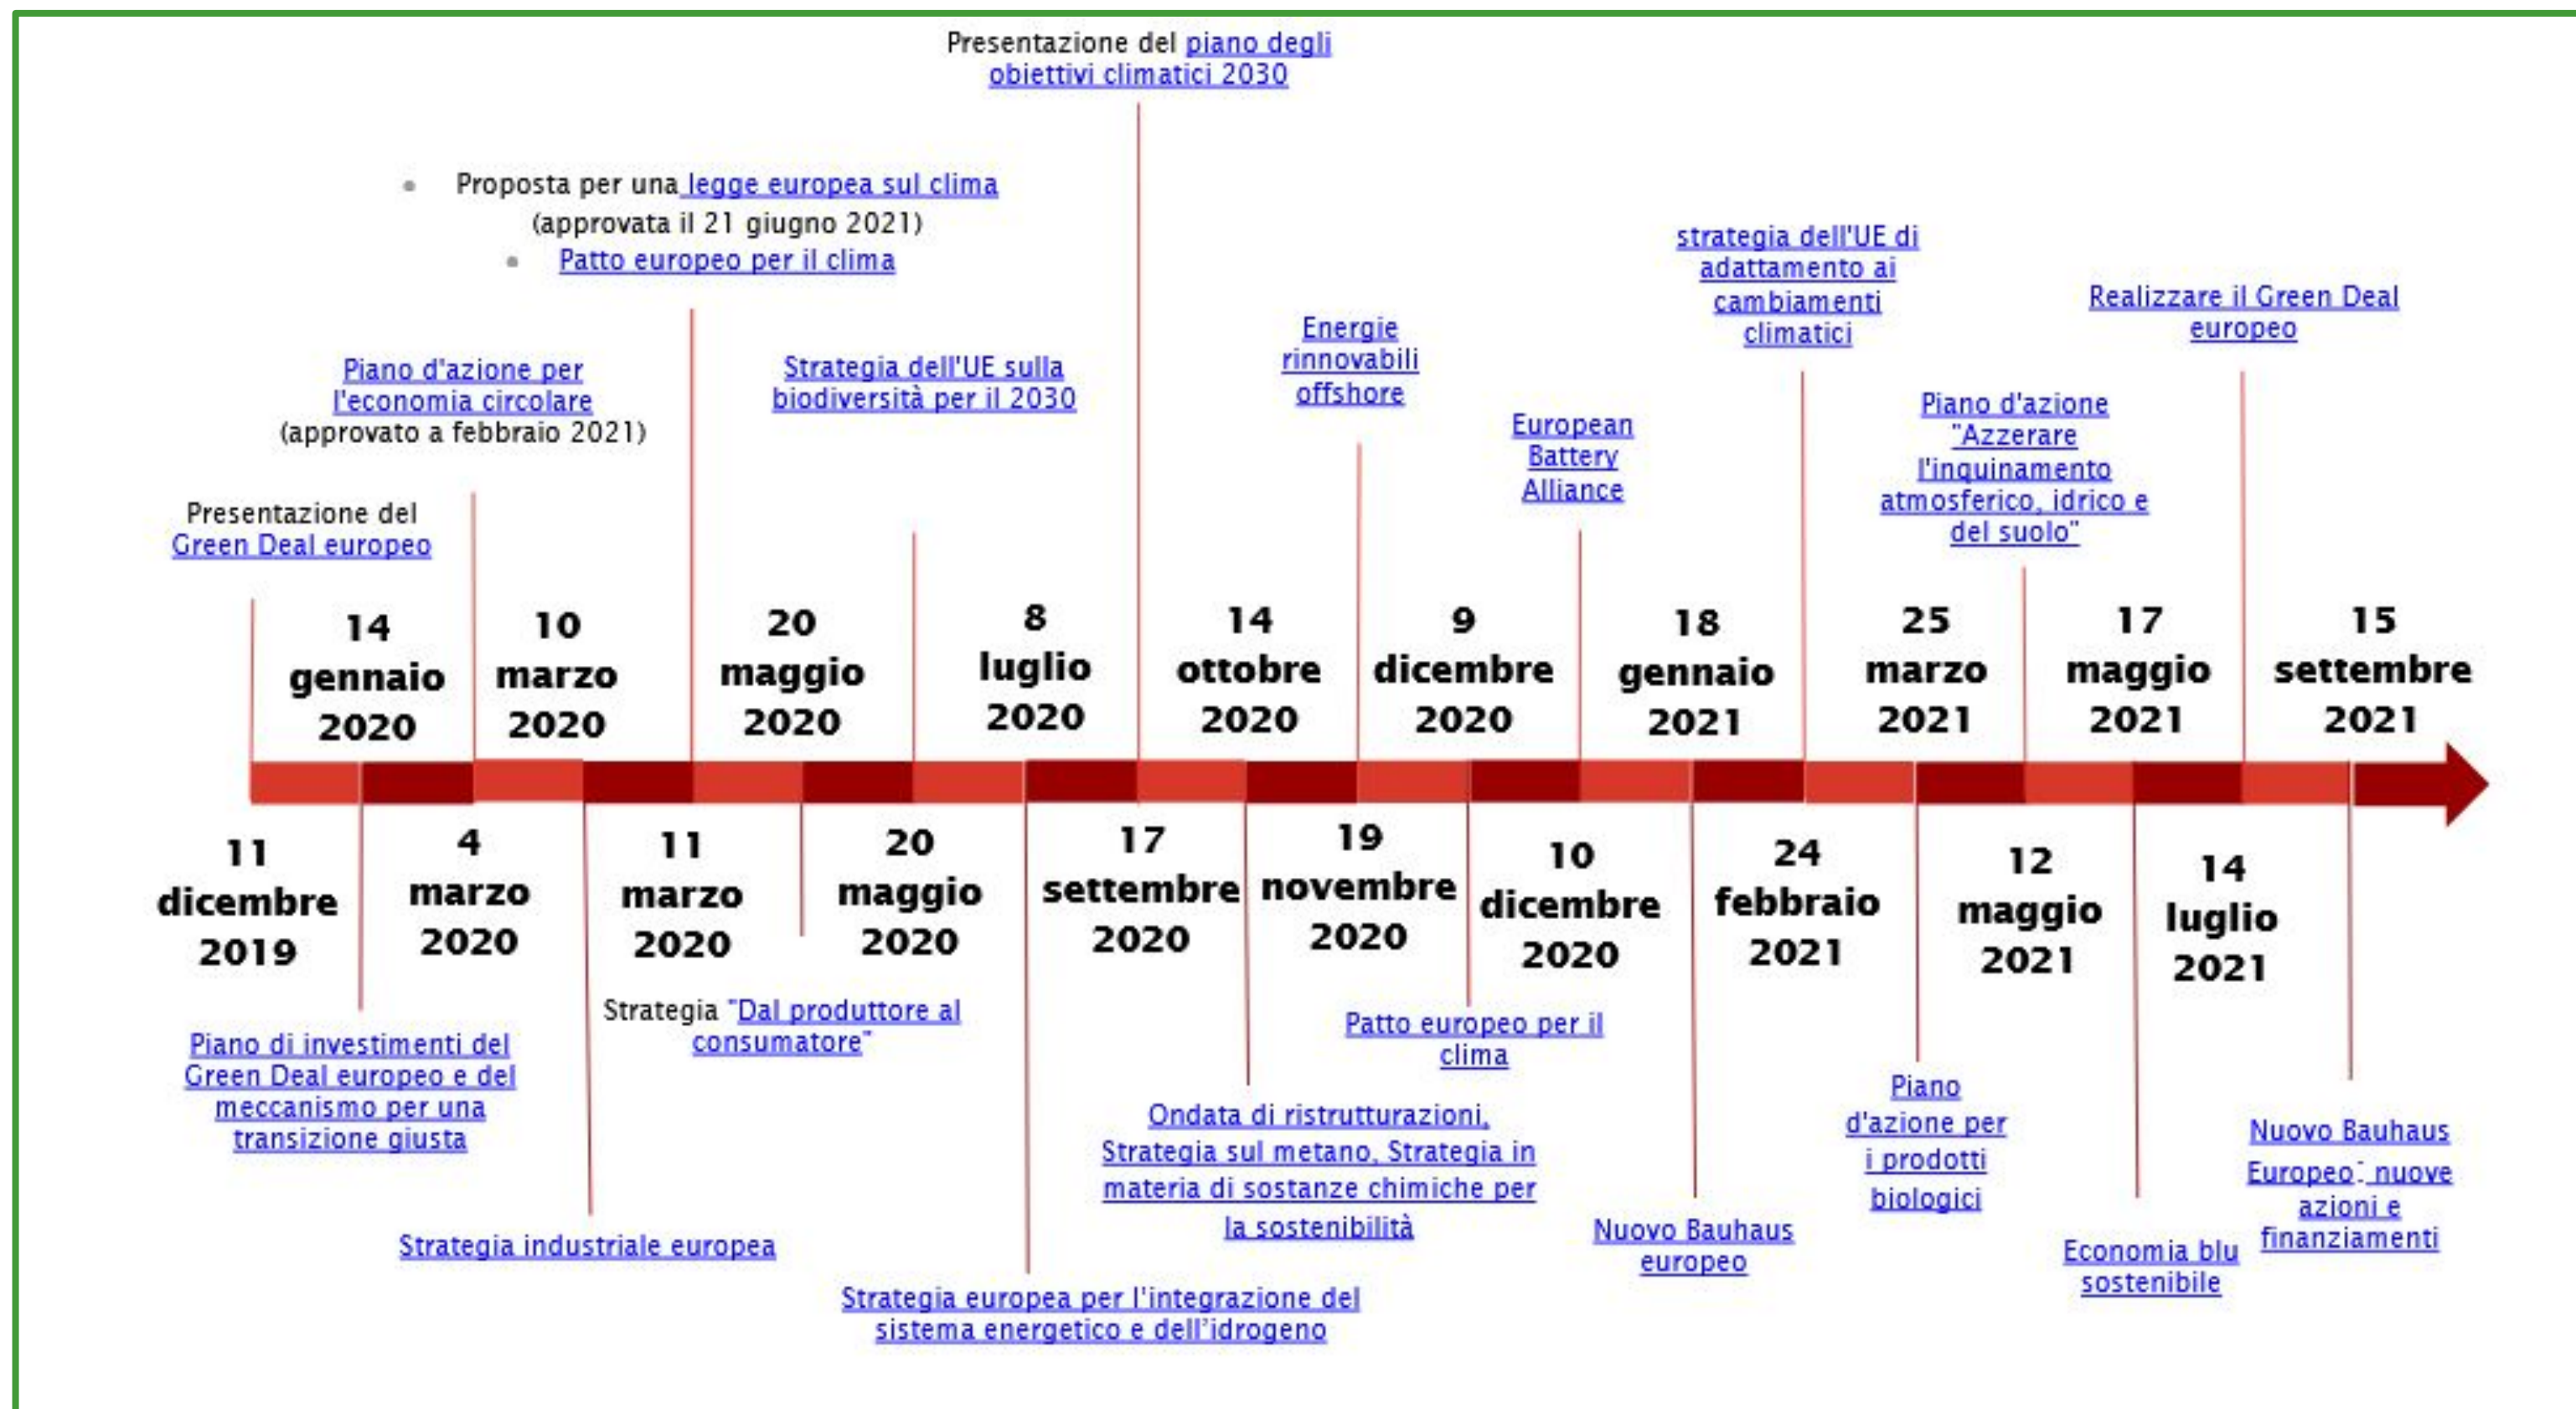 Presentazione del piano degli
obiettivi climatici 2030
• Proposta per una legge europea sul clima
(approvata il 21 giugno 2021)
• Patto europeo per il clima
strategia dell'UE di
adattamento ai
cambiamenti
climatici
Realizzare il Green Deal
europeo
Energie
rinnovabili
offshore
Piano d'azione per
l'economia circolare
(approvato a febbraio 2021)
Strategia dell'UE sulla
biodiversità per il 2030
European
Battery
Alliance
Piano d'azione
"Azzerare
l'inquinamento
atmosferico, idrico e
del suolo"
Presentazione del
Green Deal europeo
14
gennaio
2020
10
marzo
2020
20
maggio
2020
8
luglio
2020
14
ottobre
2020
9
dicembre
2020
18
gennaio
2021
25
marzo
2021
17
maggio
2021
15
settembre
2021
11
dicembre
2019
4
marzo
2020
11
marzo
2020
20
maggio
2020
17
settembre
2020
19
novembre
2020
10
dicembre
2020
24
febbraio
2021
12
maggio
2021
14
luglio
2021
Piano di investimenti del
Green Deal europeo e del
meccanismo per una
transizione giusta
Strategia "Dal produttore al
consumatore"
Patto europeo per il
clima
Strategia industriale europea
Ondata di ristrutturazioni,
Strategia sul metano, Strategia in
materia di sostanze chimiche per
la sostenibilità
Piano
d'azione per
i prodotti
biologici
Nuovo Bauhaus
Europeo: nuove
azioni e
finanziamenti
Nuovo Bauhaus
europeo
Economia blu
sostenibile
Strategia europea per l'integrazione del
sistema energetico e dell'idrogeno